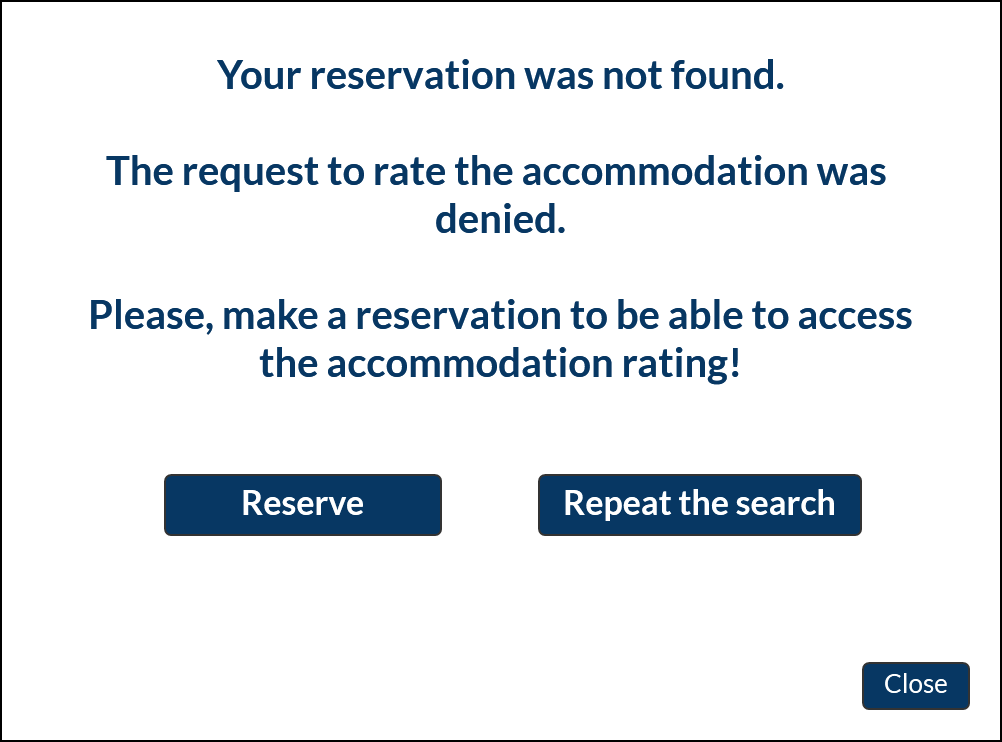 Your reservation was not found.
The request to rate the accommodation was
denied.
Please, make a reservation to be able to access
the accommodation rating!
Reserve
Repeat the search
Close